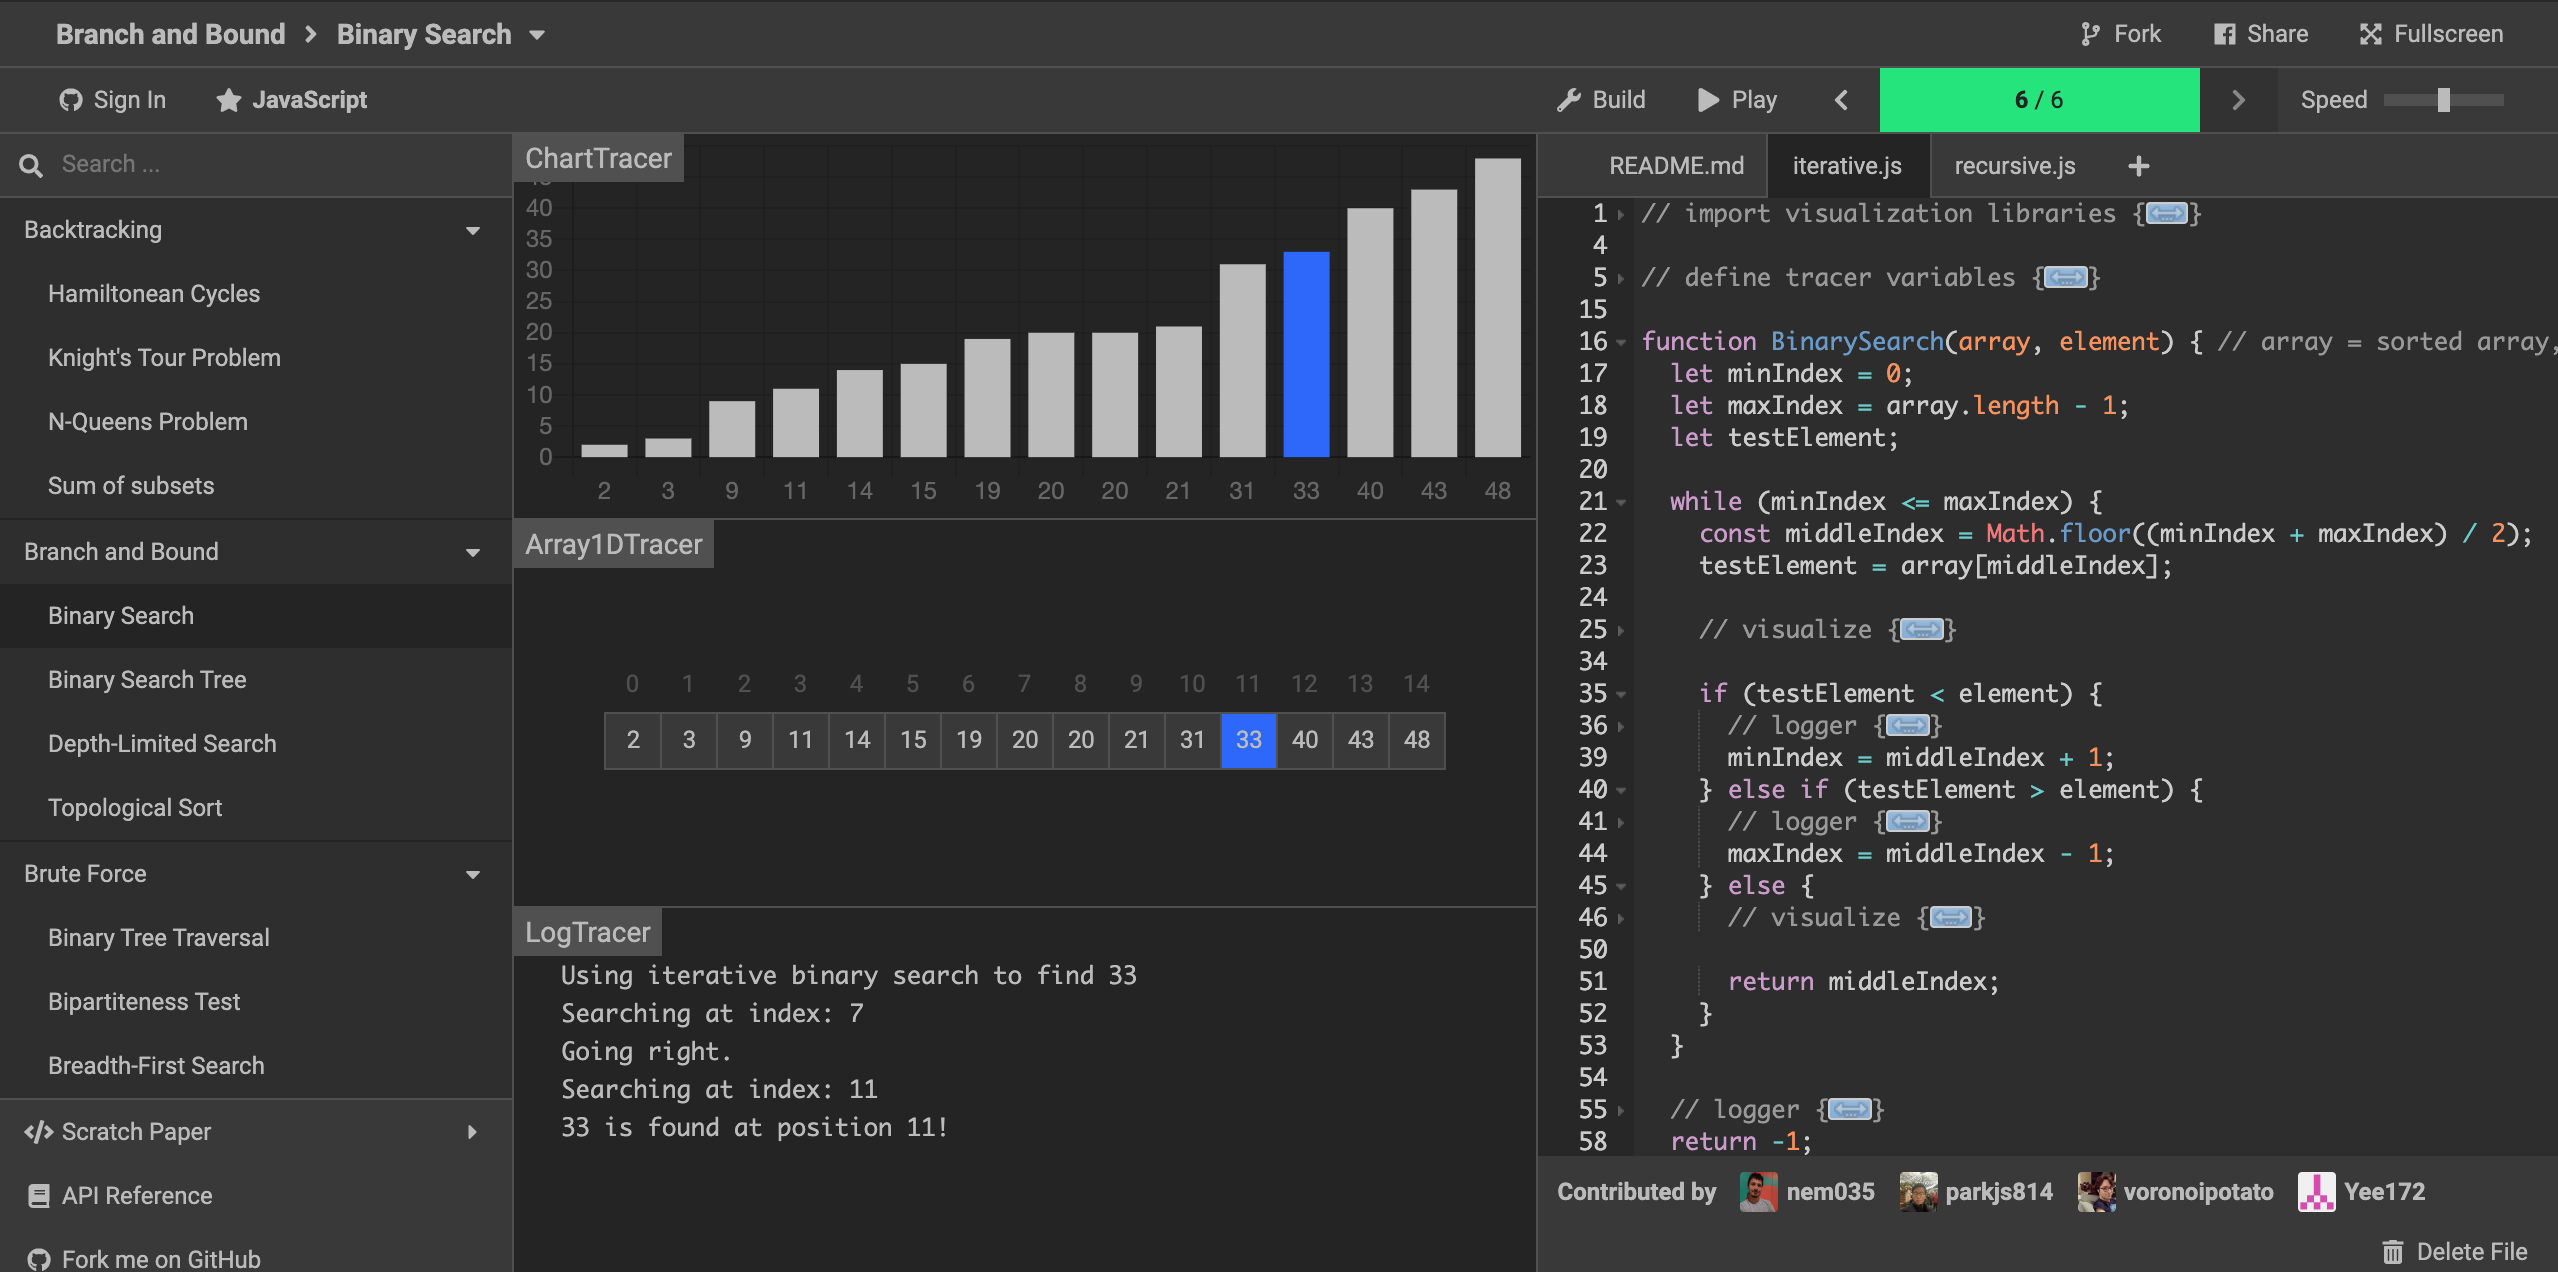 Branch and Bound > Binary Search
Fork Share Fullscreen
Sign In JavaScript
Build Play 6 / 6 Speed
Search ...
Backtracking
Hamiltonean Cycles
Knight's Tour Problem
N-Queens Problem
Sum of subsets
Branch and Bound
Binary Search
Binary Search Tree
Depth-Limited Search
Topological Sort
Brute Force
Binary Tree Traversal
Bipartiteness Test
Breadth-First Search
</> Scratch Paper
API Reference
Fork me on GitHub
ChartTracer
40
35
30
25
20
15
10
5
0
2 3 9 11 14 15 19 20 20 21 31 33 40 43 48
Array1DTracer
0 1 2 3 4 5 6 7 8 9 10 11 12 13 14
2 3 9 11 14 15 19 20 20 21 31 33 40 43 48
LogTracer
Using iterative binary search to find 33
Searching at index: 7
Going right.
Searching at index: 11
33 is found at position 11!
README.md iterative.js recursive.js +
1 // import visualization libraries {}
4
5 // define tracer variables {}
15
16 function BinarySearch(array, element) { // array = sorted array,
17 let minIndex = 0;
18 let maxIndex = array.length - 1;
19 let testElement;
20
21 while (minIndex <= maxIndex) {
22 const middleIndex = Math.floor((minIndex + maxIndex) / 2);
23 testElement = array[middleIndex];
24
25 // visualize {}
34
35 if (testElement < element) {
36 // logger {}
39 minIndex = middleIndex + 1;
40 } else if (testElement > element) {
41 // logger {}
44 maxIndex = middleIndex - 1;
45 } else {
46 // visualize {}
50
51 return middleIndex;
52 }
53 }
54
55 // logger {}
58 return -1;
Contributed by nem035 parkjs814 voronoipotato Yee172
Delete File